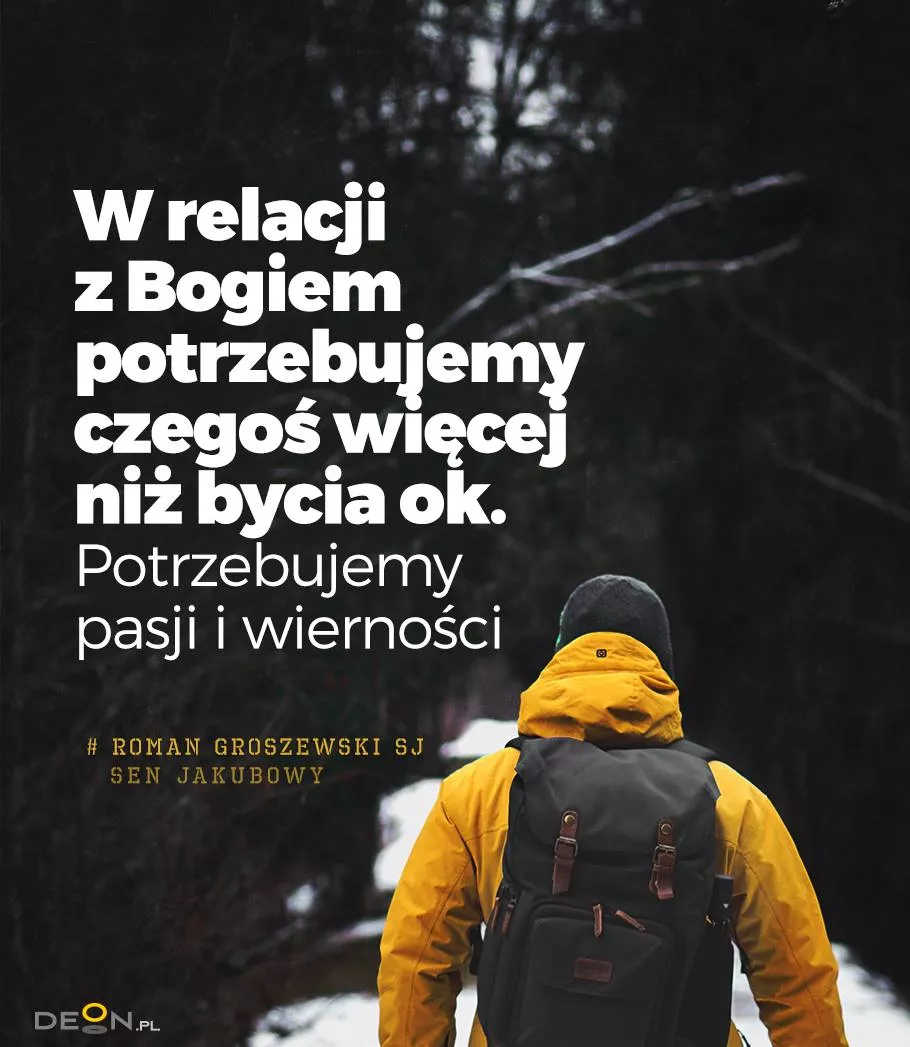 W relacji
z Bogiem
potrzebujemy
czegoś więcej
niż bycia ok.
Potrzebujemy
pasji i wierności
# ROMAN GROSZEWSKI SJ
SEN JAKUBOWY
DEON.PL